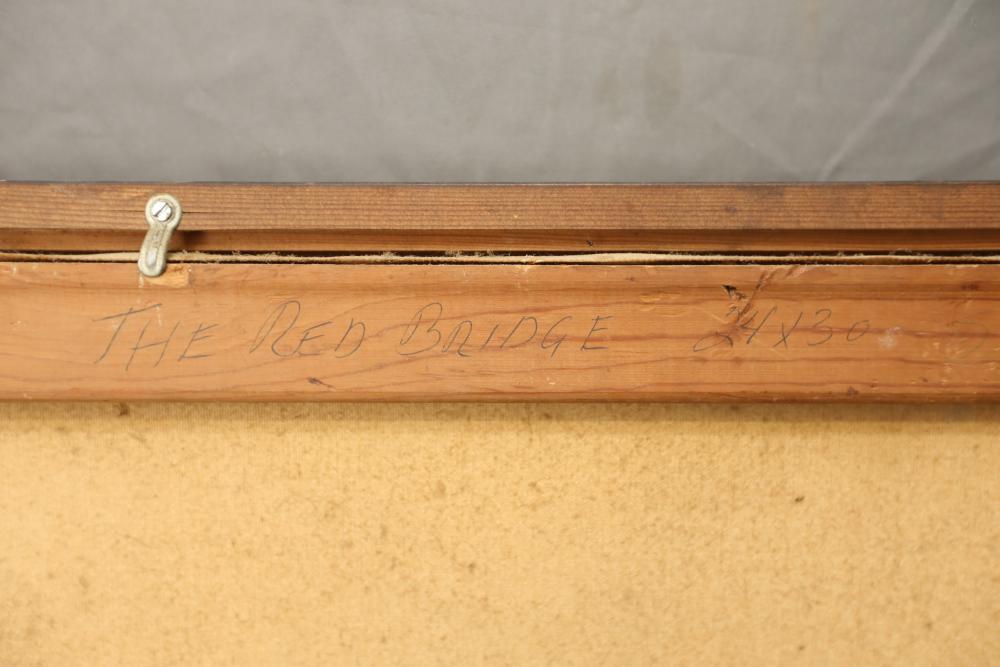 THE RED BRIDGE 24X30